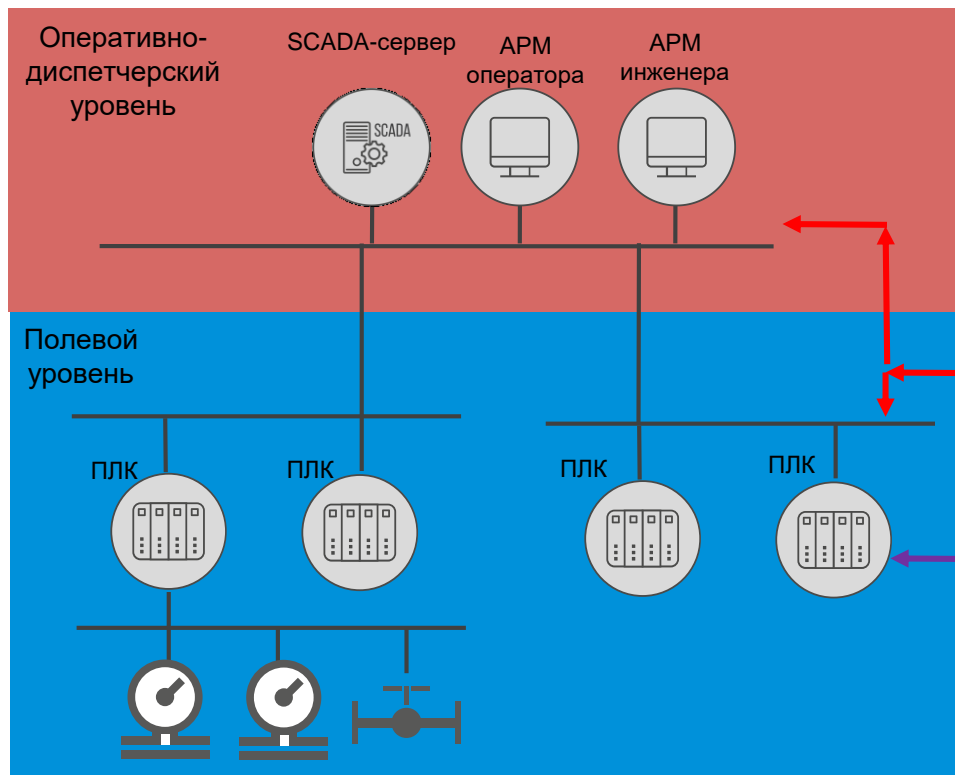 Оперативно-
диспетчерский
уровень
SCADA-сервер
АРМ
оператора
АРМ
инженера
SCADA
Полевой
уровень
ПЛК
ПЛК
ПЛК
ПЛК